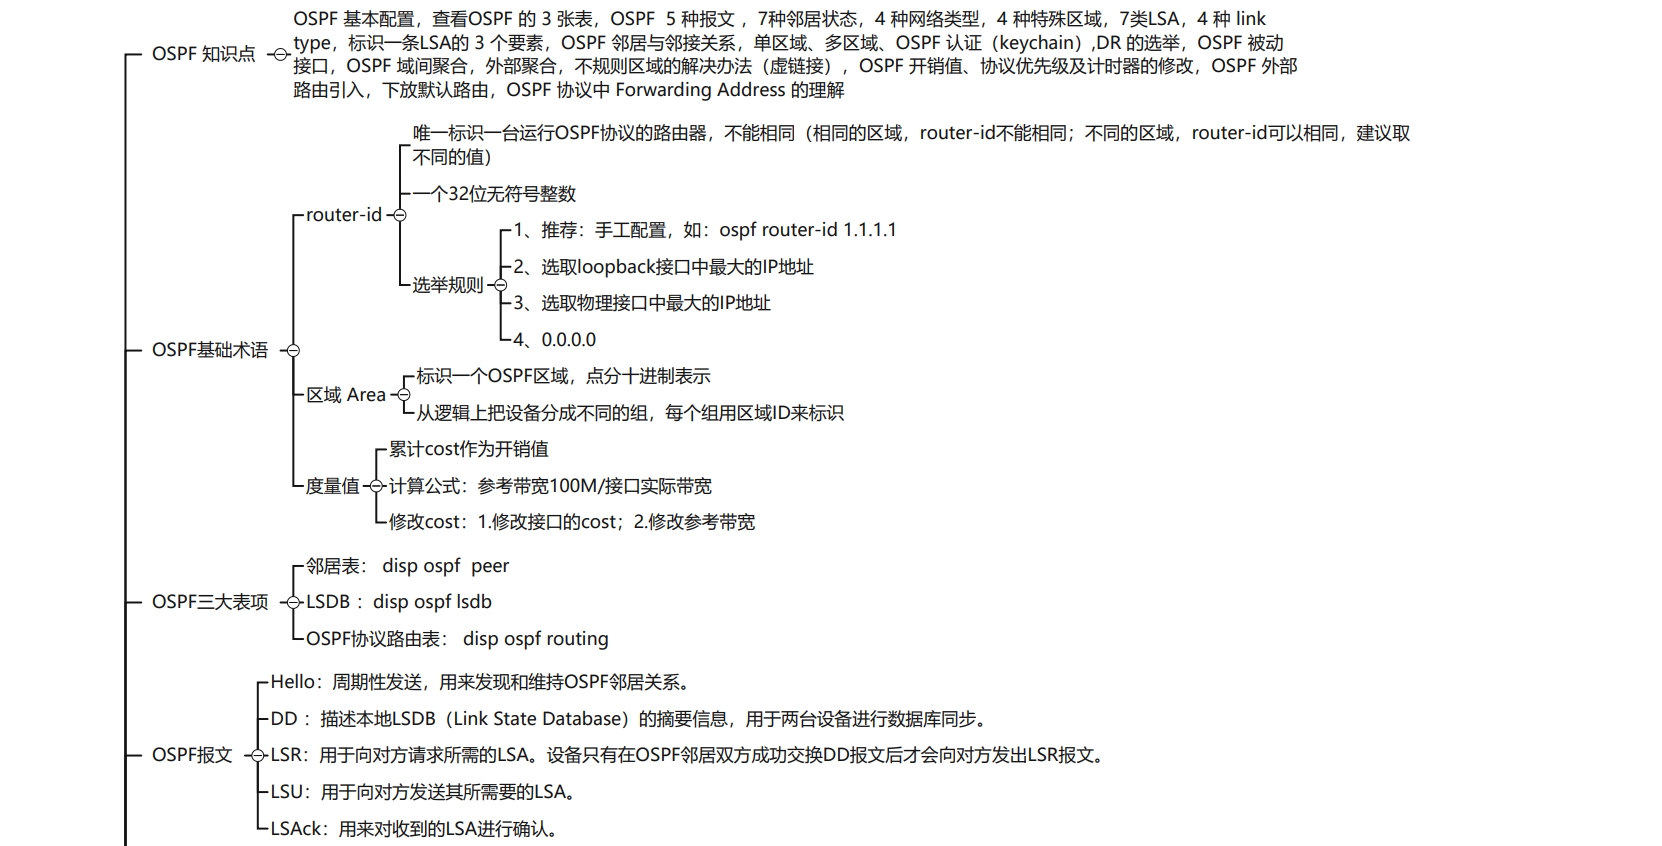 OSPF 知识点
OSPF 基本配置，查看OSPF 的 3 张表，OSPF  5 种报文 ，7种邻居状态，4 种网络类型，4 种特殊区域，7类LSA，4 种 link
type，标识一条LSA的 3 个要素，OSPF 邻居与邻接关系，单区域、多区域、OSPF 认证（keychain）,DR 的选举，OSPF 被动
接口，OSPF 域间聚合，外部聚合，不规则区域的解决办法（虚链接），OSPF 开销值、协议优先级及计时器的修改，OSPF 外部
路由引入，下放默认路由，OSPF 协议中 Forwarding Address 的理解
OSPF基础术语
router-id
唯一标识一台运行OSPF协议的路由器，不能相同（相同的区域，router-id不能相同；不同的区域，router-id可以相同，建议取
不同的值）
一个32位无符号整数
选举规则
1、推荐：手工配置，如：ospf router-id 1.1.1.1
2、选取loopback接口中最大的IP地址
3、选取物理接口中最大的IP地址
4、0.0.0.0
区域 Area
标识一个OSPF区域，点分十进制表示
从逻辑上把设备分成不同的组，每个组用区域ID来标识
度量值
累计cost作为开销值
计算公式：参考带宽100M/接口实际带宽
修改cost：1.修改接口的cost；2.修改参考带宽
OSPF三大表项
邻居表： disp ospf  peer
LSDB ：disp ospf lsdb
OSPF协议路由表： disp ospf routing
OSPF报文
Hello：周期性发送，用来发现和维持OSPF邻居关系。
DD ：描述本地LSDB（Link State Database）的摘要信息，用于两台设备进行数据库同步。
LSR：用于向对方请求所需的LSA。设备只有在OSPF邻居双方成功交换DD报文后才会向对方发出LSR报文。
LSU：用于向对方发送其所需要的LSA。
LSAck：用来对收到的LSA进行确认。